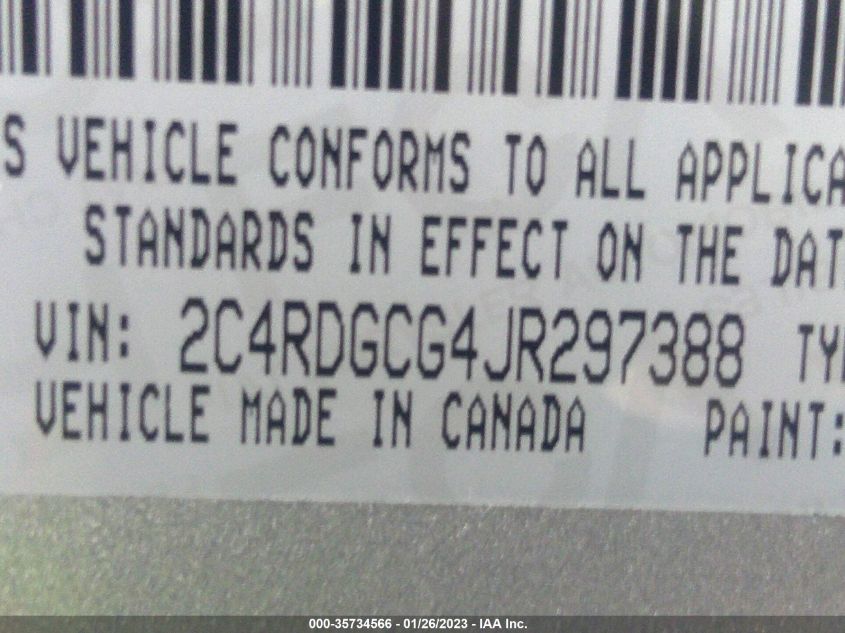 S VEHICLE CONFORMS TO ALL APPLICA
STANDARDS IN EFFECT ON THE DAT
VIN: 2C4RDGCG4JR297388 TY
VEHICLE MADE IN CANADA PAINT:
000-35734566 - 01/26/2023 - IAA Inc.